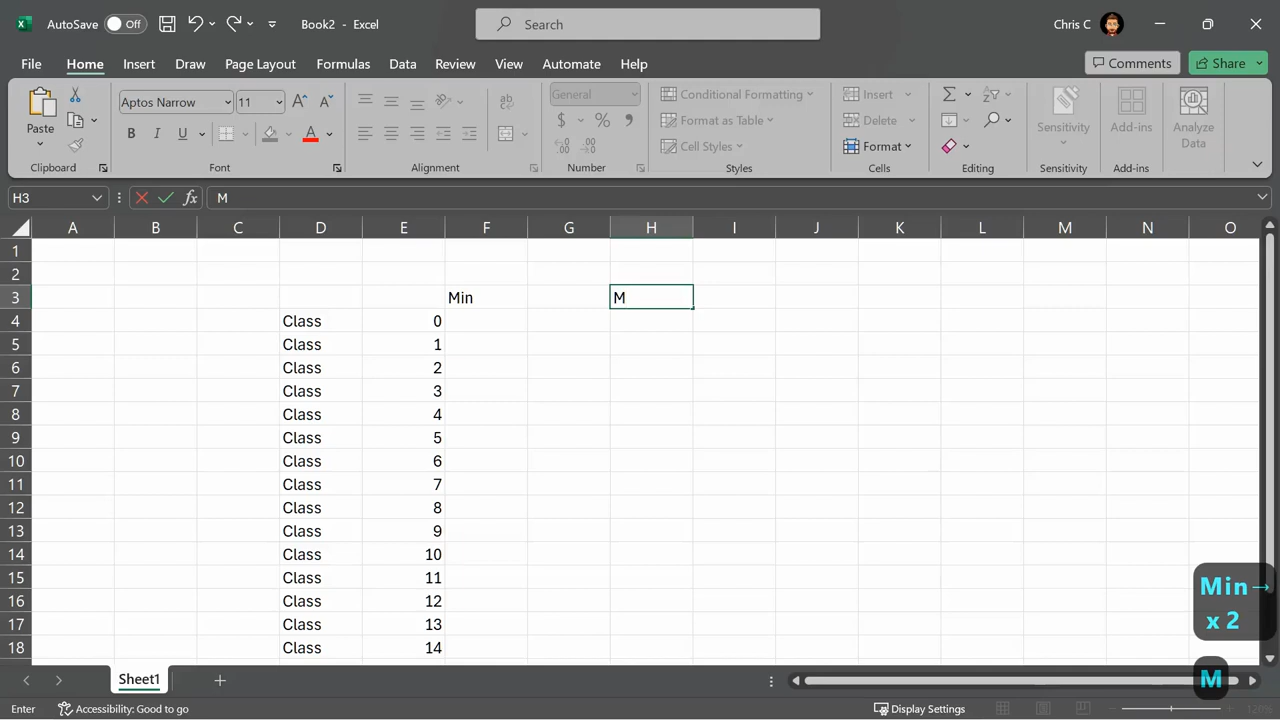 AutoSave Off Book2 - Excel Search Chris C
File Home Insert Draw Page Layout Formulas Data Review View Automate Help Comments Share
Paste Aptos Narrow 11 B I U A ab General $ % Conditional Formatting Format as Table Cell Styles Insert Delete Format Sensitivity Add-ins Analyze Data
Clipboard Font Alignment Number Styles Cells Editing Sensitivity Add-ins
H3 fx M
A B C D E F G H I J K L M N O
1
2
3 Min M
4 Class 0
5 Class 1
6 Class 2
7 Class 3
8 Class 4
9 Class 5
10 Class 6
11 Class 7
12 Class 8
13 Class 9
14 Class 10
15 Class 11
16 Class 12
17 Class 13
18 Class 14
Min→
x 2
M
Sheet1
Enter Accessibility: Good to go Display Settings 120%